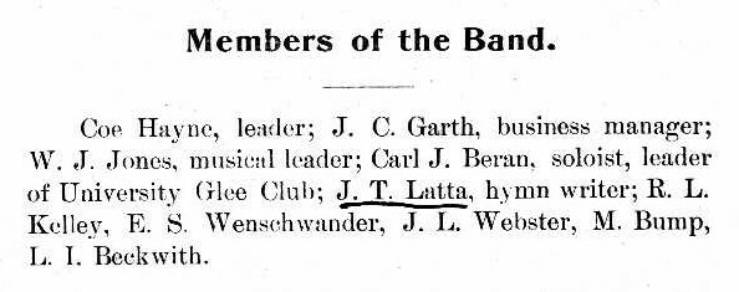 Members of the Band.
Coe Hayne, leader; J. C. Garth, business manager;
W. J. Jones, musical leader; Carl J. Beran, soloist, leader
of University Glee Club; J. T. Latta, hymn writer; R. L.
Kelley, E. S. Wenschwander, J. L. Webster, M. Bump,
L. I. Beckwith.